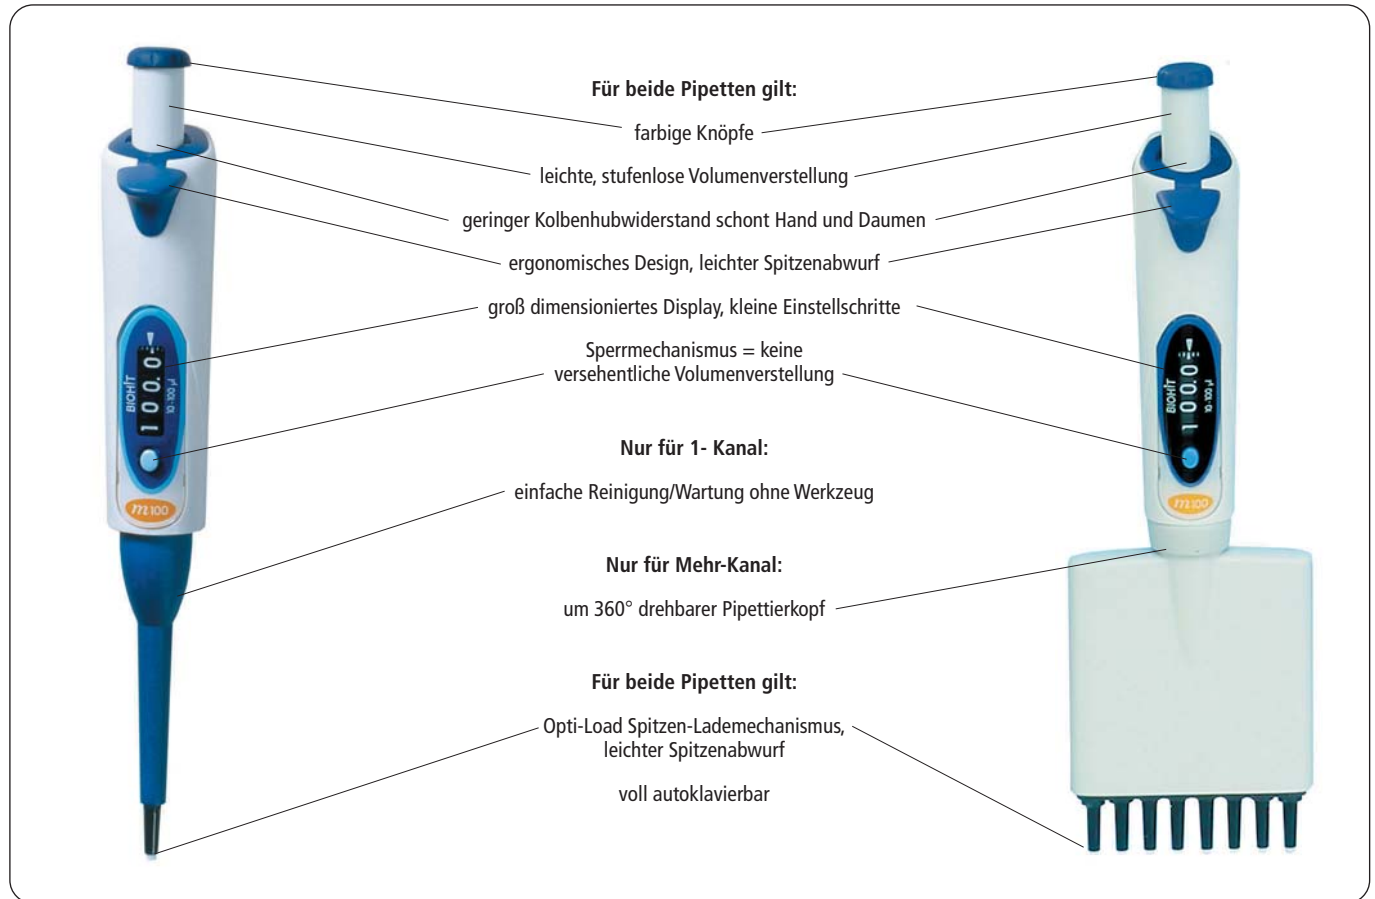 Für beide Pipetten gilt:
farbige Knöpfe
leichte, stufenlose Volumenverstellung
geringer Kolbenhubwiderstand schont Hand und Daumen
ergonomisches Design, leichter Spitzenabwurf
groß dimensioniertes Display, kleine Einstellschritte
Sperrmechanismus = keine
versehentliche Volumenverstellung
Nur für 1- Kanal:
einfache Reinigung/Wartung ohne Werkzeug
Nur für Mehr-Kanal:
um 360° drehbarer Pipettierkopf
Für beide Pipetten gilt:
Opti-Load Spitzen-Lademechanismus,
leichter Spitzenabwurf
voll autoklavierbar
BIOHIT
100.0
10-100 µl
m100
BIOHIT
100.0
10-100 µl
m100